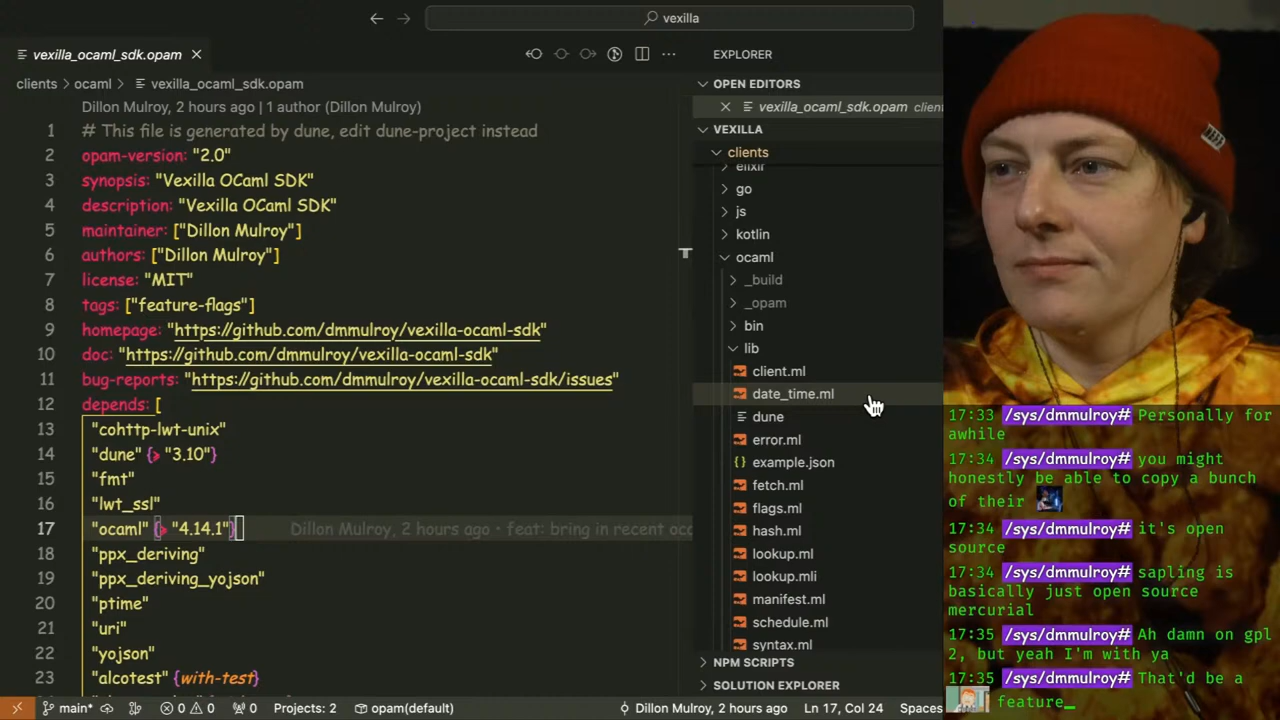 vexilla
vexilla_ocaml_sdk.opam
clients > ocaml > vexilla_ocaml_sdk.opam
Dillon Mulroy, 2 hours ago | 1 author (Dillon Mulroy)
1 # This file is generated by dune, edit dune-project instead
2 opam-version: "2.0"
3 synopsis: "Vexilla OCaml SDK"
4 description: "Vexilla OCaml SDK"
5 maintainer: ["Dillon Mulroy"]
6 authors: ["Dillon Mulroy"]
7 license: "MIT"
8 tags: ["feature-flags"]
9 homepage: "https://github.com/dmmulroy/vexilla-ocaml-sdk"
10 doc: "https://github.com/dmmulroy/vexilla-ocaml-sdk"
11 bug-reports: "https://github.com/dmmulroy/vexilla-ocaml-sdk/issues"
12 depends: [
13 "cohttp-lwt-unix"
14 "dune" {> "3.10"}
15 "fmt"
16 "lwt_ssl"
17 "ocaml" {> "4.14.1"} Dillon Mulroy, 2 hours ago • feat: bring in recent oc
18 "ppx_deriving"
19 "ppx_deriving_yojson"
20 "ptime"
21 "uri"
22 "yojson"
23 "alcotest" {with-test}
EXPLORER
OPEN EDITORS
vexilla_ocaml_sdk.opam clien
VEXILLA
clients
elixir
go
js
kotlin
ocaml
_build
_opam
bin
lib
client.ml
date_time.ml
dune
error.ml
example.json
fetch.ml
flags.ml
hash.ml
lookup.ml
lookup.mli
manifest.ml
schedule.ml
syntax.ml
NPM SCRIPTS
SOLUTION EXPLORER
main* 0 0 0 Projects: 2 opam(default) Dillon Mulroy, 2 hours ago Ln 17, Col 24 Spaces
17:33 /sys/dmmulroy# Personally for
awhile
17:34 /sys/dmmulroy# you might
honestly be able to copy a bunch
of their
17:34 /sys/dmmulroy# it's open
source
17:34 /sys/dmmulroy# sapling is
basically just open source
mercurial
17:35 /sys/dmmulroy# Ah damn on gpl
2, but yeah I'm with ya
17:35 /sys/dmmulroy# That'd be a
feature_